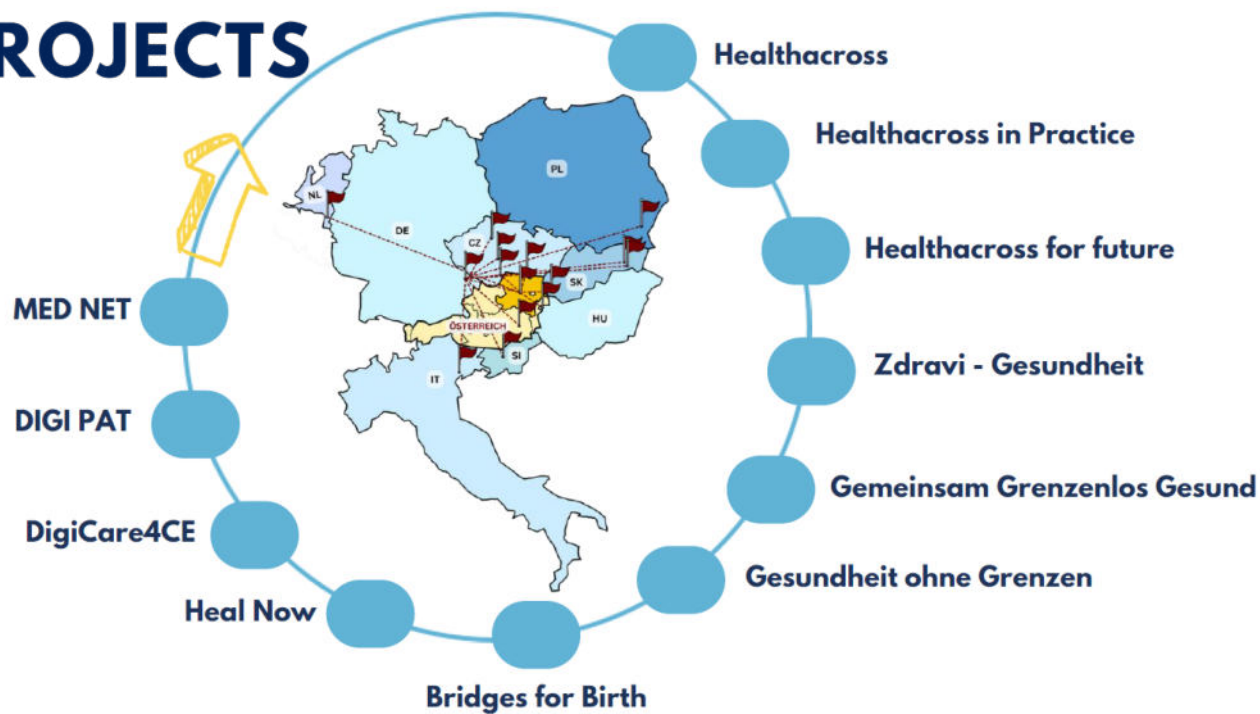 ROJECTS
Healthacross
Healthacross in Practice
Healthacross for future
Zdravi - Gesundheit
Gemeinsam Grenzenlos Gesund
Gesundheit ohne Grenzen
Bridges for Birth
Heal Now
DigiCare4CE
DIGI PAT
MED NET
NL
DE
PL
CZ
SK
ÖSTERREICH
HU
SI
IT